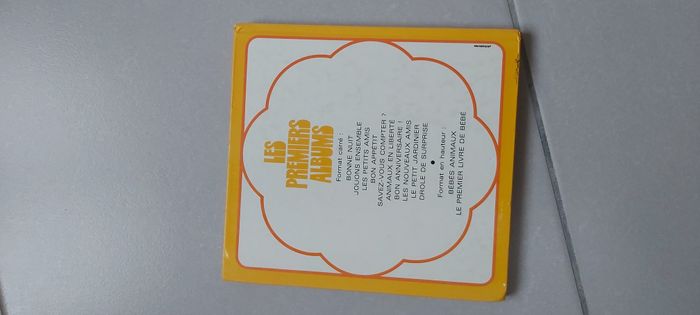 LES
PREMIERS
ALBUMS
Format carré :
BONNE NUIT
JOUONS ENSEMBLE
LES PETITS AMIS
BON APPÉTIT
SAVEZ-VOUS COMPTER ?
ANIMAUX EN LIBERTÉ
BON ANNIVERSAIRE !
LES NOUVEAUX AMIS
LE PETIT JARDINIER
DRÔLE DE SURPRISE
●
Format en hauteur :
BÉBÉS ANIMAUX
LE PREMIER LIVRE DE BÉBÉ